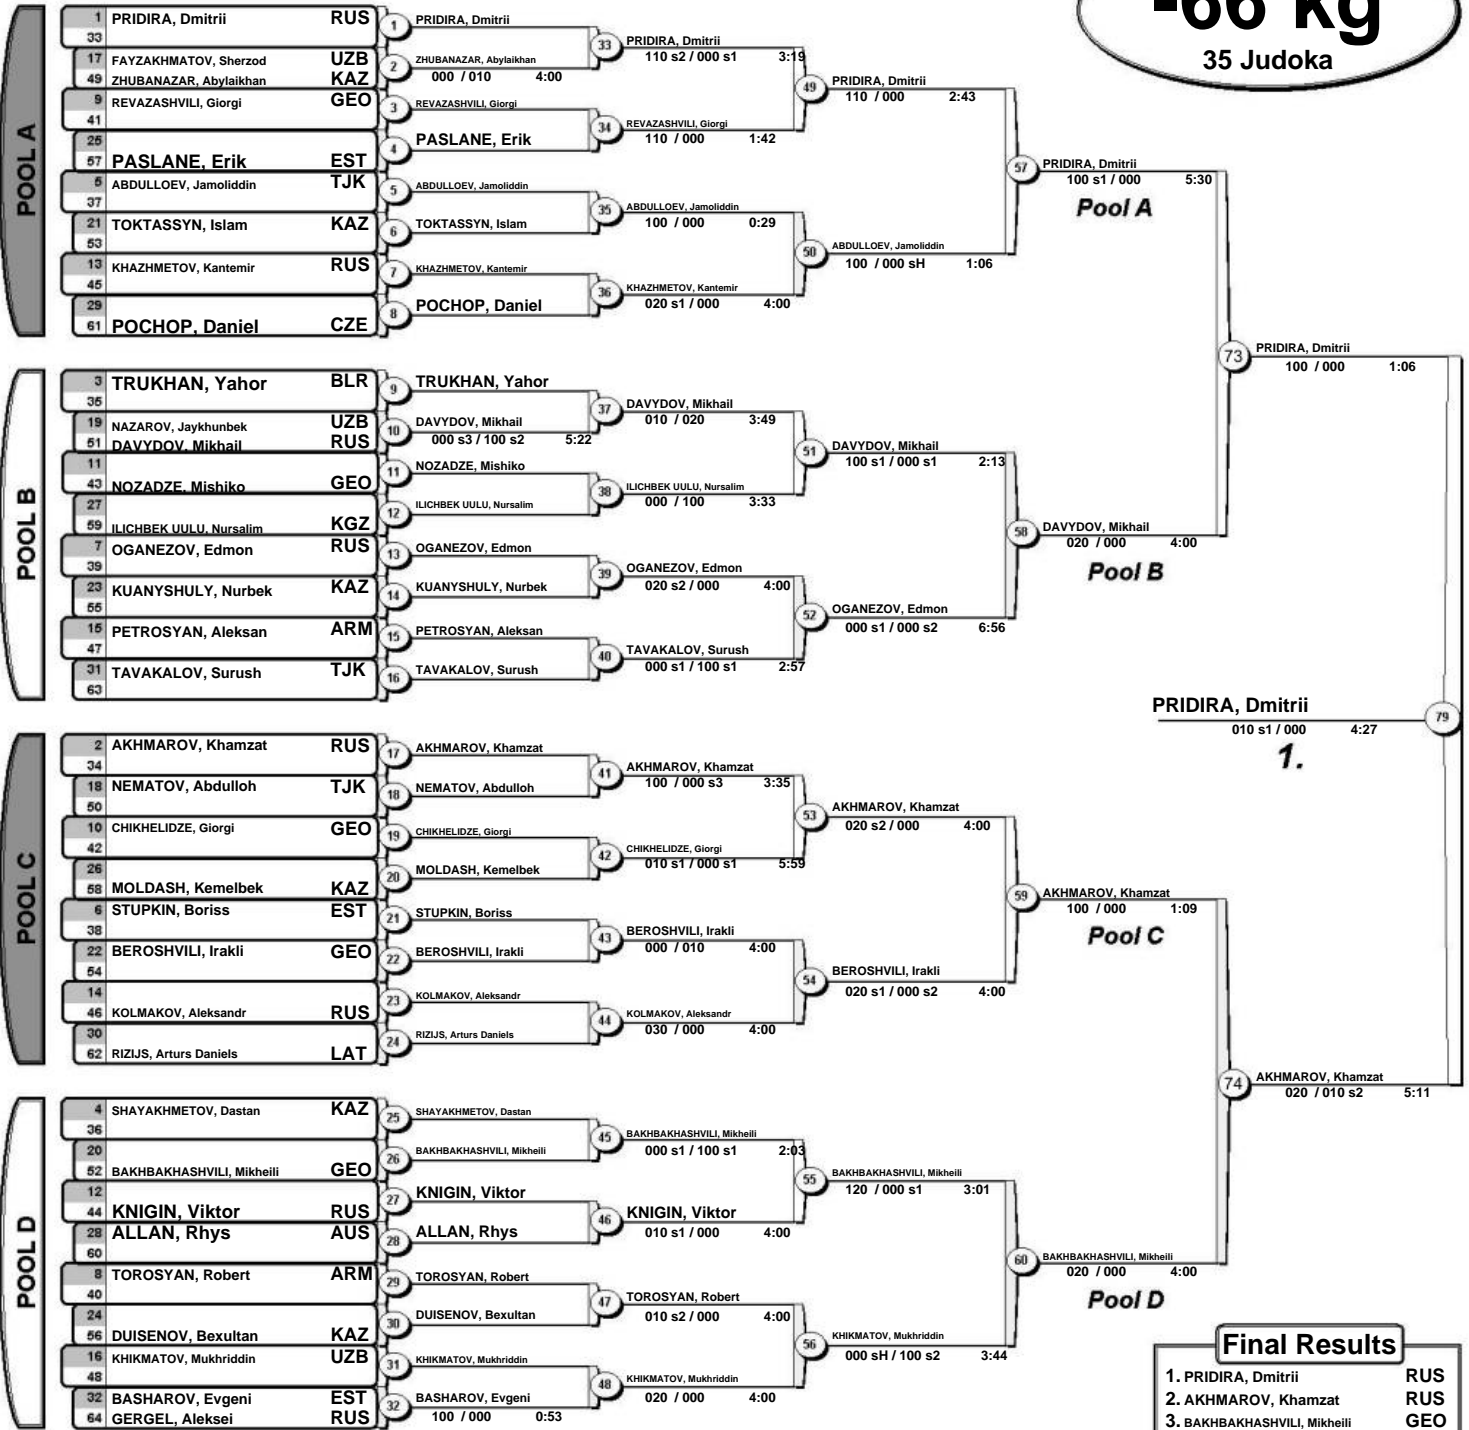 -66 kg
35 Judoka
POOL A
1 PRIDIRA, Dmitrii RUS
33
17 FAYZAKHMATOV, Sherzod UZB
49 ZHUBANAZAR, Abylaikhan KAZ
9 REVAZASHVILI, Giorgi GEO
41
25
57 PASLANE, Erik EST
5 ABDULLOEV, Jamoliddin TJK
37
21 TOKTASSYN, Islam KAZ
53
13 KHAZHMETOV, Kantemir RUS
45
29
61 POCHOP, Daniel CZE
1 PRIDIRA, Dmitrii
2 ZHUBANAZAR, Abylaikhan
000 / 010 4:00
3 REVAZASHVILI, Giorgi
4 PASLANE, Erik
5 ABDULLOEV, Jamoliddin
6 TOKTASSYN, Islam
7 KHAZHMETOV, Kantemir
8 POCHOP, Daniel
33 PRIDIRA, Dmitrii
110 s2 / 000 s1 3:19
34 REVAZASHVILI, Giorgi
110 / 000 1:42
35 ABDULLOEV, Jamoliddin
100 / 000 0:29
36 KHAZHMETOV, Kantemir
020 s1 / 000 4:00
49 PRIDIRA, Dmitrii
110 / 000 2:43
50 ABDULLOEV, Jamoliddin
100 / 000 sH 1:06
57 PRIDIRA, Dmitrii
100 s1 / 000 5:30
Pool A
POOL B
3 TRUKHAN, Yahor BLR
35
19 NAZAROV, Jaykhunbek UZB
51 DAVYDOV, Mikhail RUS
11
43 NOZADZE, Mishiko GEO
27
59 ILICHBEK UULU, Nursalim KGZ
7 OGANEZOV, Edmon RUS
39
23 KUANYSHULY, Nurbek KAZ
55
15 PETROSYAN, Aleksan ARM
47
31 TAVAKALOV, Surush TJK
63
9 TRUKHAN, Yahor
10 DAVYDOV, Mikhail
000 s3 / 100 s2 5:22
11 NOZADZE, Mishiko
12 ILICHBEK UULU, Nursalim
13 OGANEZOV, Edmon
14 KUANYSHULY, Nurbek
15 PETROSYAN, Aleksan
16 TAVAKALOV, Surush
37 DAVYDOV, Mikhail
010 / 020 3:49
38 ILICHBEK UULU, Nursalim
000 / 100 3:33
39 OGANEZOV, Edmon
020 s2 / 000 4:00
40 TAVAKALOV, Surush
000 s1 / 100 s1 2:57
51 DAVYDOV, Mikhail
100 s1 / 000 s1 2:13
52 OGANEZOV, Edmon
000 s1 / 000 s2 6:56
58 DAVYDOV, Mikhail
020 / 000 4:00
Pool B
73 PRIDIRA, Dmitrii
100 / 000 1:06
PRIDIRA, Dmitrii 79
010 s1 / 000 4:27
1.
POOL C
2 AKHMAROV, Khamzat RUS
34
18 NEMATOV, Abdulloh TJK
50
10 CHIKHELIDZE, Giorgi GEO
42
26
58 MOLDASH, Kemelbek KAZ
6 STUPKIN, Boriss EST
38
22 BEROSHVILI, Irakli GEO
54
14
46 KOLMAKOV, Aleksandr RUS
30
62 RIZIJS, Arturs Daniels LAT
17 AKHMAROV, Khamzat
18 NEMATOV, Abdulloh
19 CHIKHELIDZE, Giorgi
20 MOLDASH, Kemelbek
21 STUPKIN, Boriss
22 BEROSHVILI, Irakli
23 KOLMAKOV, Aleksandr
24 RIZIJS, Arturs Daniels
41 AKHMAROV, Khamzat
100 / 000 s3 3:35
42 CHIKHELIDZE, Giorgi
010 s1 / 000 s1 5:59
43 BEROSHVILI, Irakli
000 / 010 4:00
44 KOLMAKOV, Aleksandr
030 / 000 4:00
53 AKHMAROV, Khamzat
020 s2 / 000 4:00
54 BEROSHVILI, Irakli
020 s1 / 000 s2 4:00
59 AKHMAROV, Khamzat
100 / 000 1:09
Pool C
74 AKHMAROV, Khamzat
020 / 010 s2 5:11
POOL D
4 SHAYAKHMETOV, Dastan KAZ
36
20
52 BAKHBAKHASHVILI, Mikheili GEO
12
44 KNIGIN, Viktor RUS
28 ALLAN, Rhys AUS
60
8 TOROSYAN, Robert ARM
40
24
56 DUISENOV, Bexultan KAZ
16 KHIKMATOV, Mukhriddin UZB
48
32 BASHAROV, Evgeni EST
64 GERGEL, Aleksei RUS
25 SHAYAKHMETOV, Dastan
26 BAKHBAKHASHVILI, Mikheili
27 KNIGIN, Viktor
28 ALLAN, Rhys
29 TOROSYAN, Robert
30 DUISENOV, Bexultan
31 KHIKMATOV, Mukhriddin
32 BASHAROV, Evgeni
100 / 000 0:53
45 BAKHBAKHASHVILI, Mikheili
000 s1 / 100 s1 2:03
46 KNIGIN, Viktor
010 s1 / 000 4:00
47 TOROSYAN, Robert
010 s2 / 000 4:00
48 KHIKMATOV, Mukhriddin
020 / 000 4:00
55 BAKHBAKHASHVILI, Mikheili
120 / 000 s1 3:01
56 KHIKMATOV, Mukhriddin
000 sH / 100 s2 3:44
60 BAKHBAKHASHVILI, Mikheili
020 / 000 4:00
Pool D
Final Results
1. PRIDIRA, Dmitrii RUS
2. AKHMAROV, Khamzat RUS
3. BAKHBAKHASHVILI, Mikheili GEO